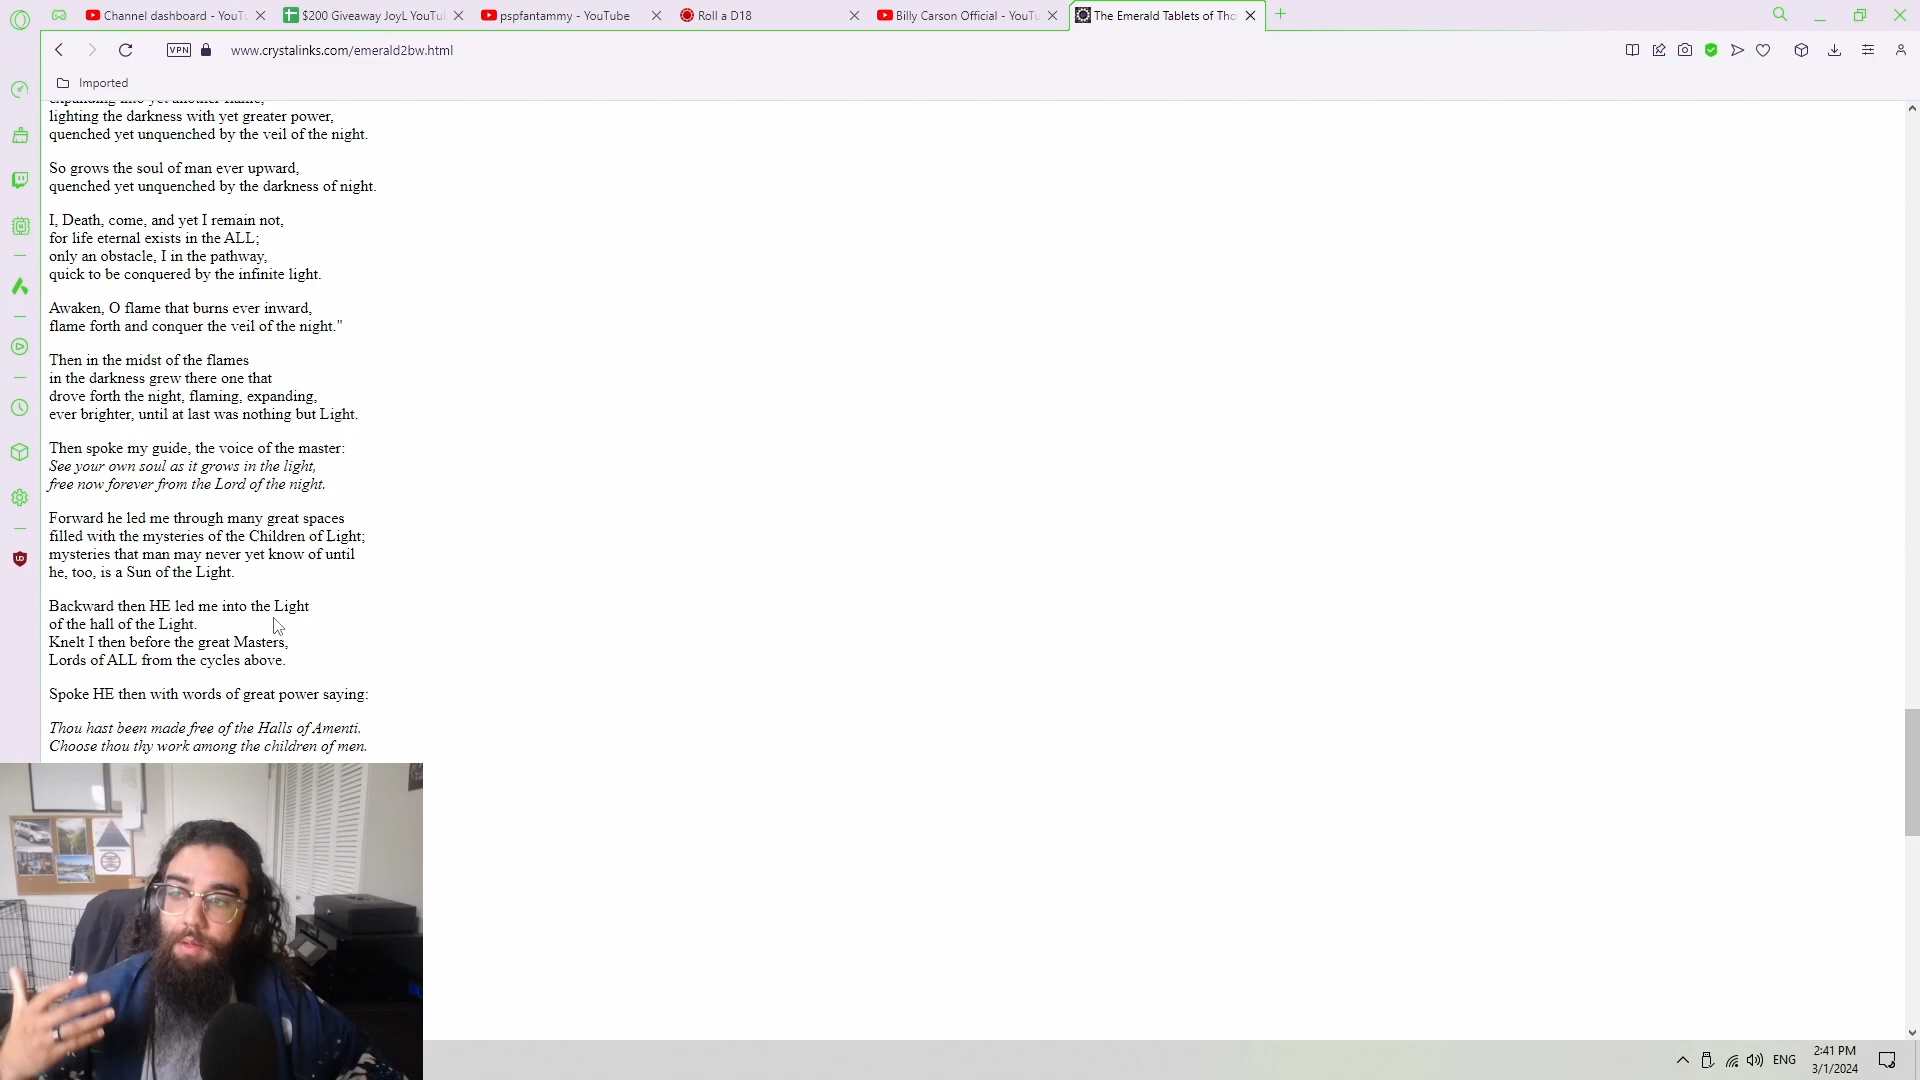 Channel dashboard - YouTu
$200 Giveaway JoyL YouTul
pspfantammy - YouTube
Roll a D18
Billy Carson Official - YouTu
The Emerald Tablets of Tho
VPN
www.crystalinks.com/emerald2bw.html
Imported
expanding into yet another flame,
lighting the darkness with yet greater power,
quenched yet unquenched by the veil of the night.
So grows the soul of man ever upward,
quenched yet unquenched by the darkness of night.
I, Death, come, and yet I remain not,
for life eternal exists in the ALL;
only an obstacle, I in the pathway,
quick to be conquered by the infinite light.
Awaken, O flame that burns ever inward,
flame forth and conquer the veil of the night."
Then in the midst of the flames
in the darkness grew there one that
drove forth the night, flaming, expanding,
ever brighter, until at last was nothing but Light.
Then spoke my guide, the voice of the master:
See your own soul as it grows in the light,
free now forever from the Lord of the night.
Forward he led me through many great spaces
filled with the mysteries of the Children of Light;
mysteries that man may never yet know of until
he, too, is a Sun of the Light.
Backward then HE led me into the Light
of the hall of the Light.
Knelt I then before the great Masters,
Lords of ALL from the cycles above.
Spoke HE then with words of great power saying:
Thou hast been made free of the Halls of Amenti.
Choose thou thy work among the children of men.
ENG
2:41 PM
3/1/2024